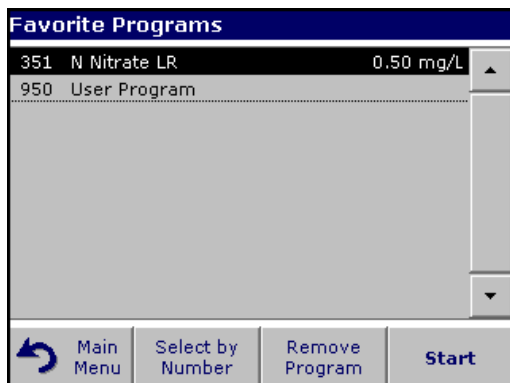 Favorite Programs
351 N Nitrate LR 0.50 mg/L
950 User Program
Main Menu
Select by Number
Remove Program
Start